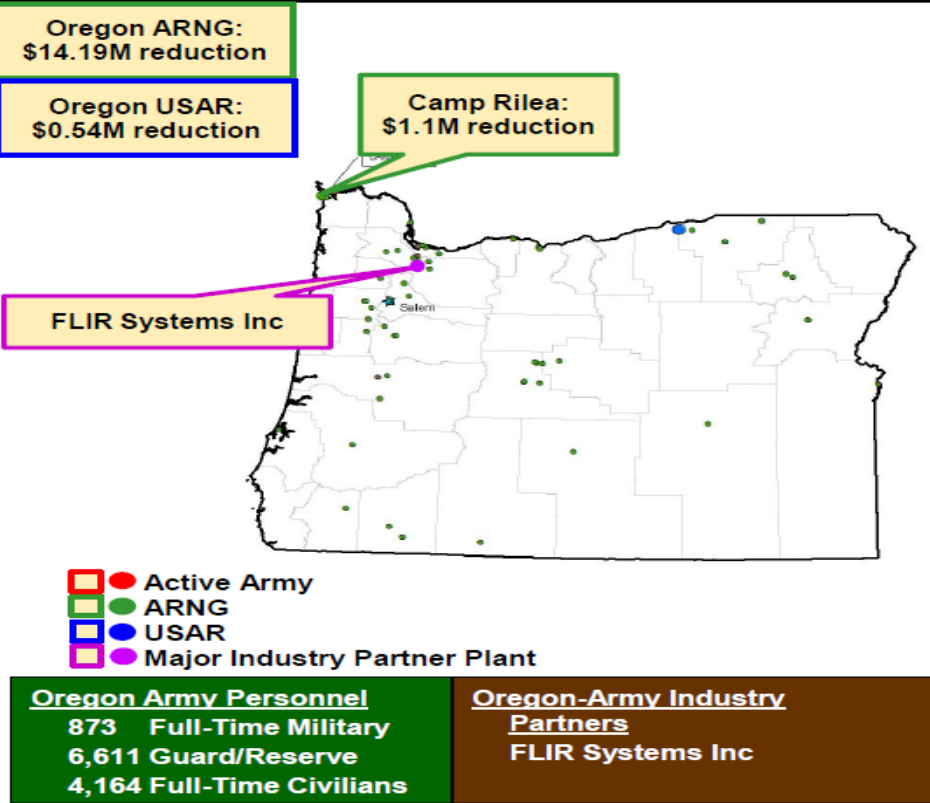 Oregon ARNG:
$14.19M reduction
Oregon USAR:
$0.54M reduction
Camp Rilea:
$1.1M reduction
FLIR Systems Inc
Salem
Active Army
ARNG
USAR
Major Industry Partner Plant
Oregon Army Personnel
873 Full-Time Military
6,611 Guard/Reserve
4,164 Full-Time Civilians
Oregon-Army Industry
Partners
FLIR Systems Inc